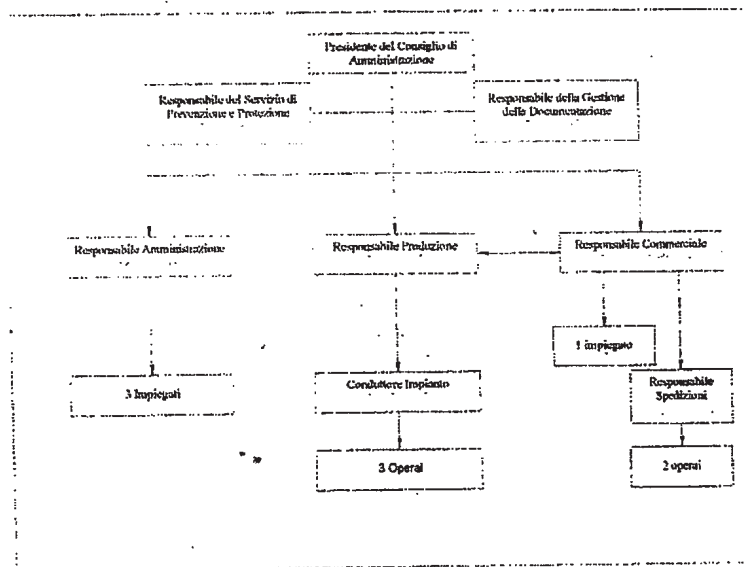 Presidente del Consiglio di
Amministrazione
Responsabile del Servizio di
Prevenzione e Protezione
Responsabile della Gestione
della Documentazione
Responsabile Amministrazione
Responsabile Produzione
Responsabile Commerciale
1 impiegato
3 Impiegati
Conduttore Impianto
Responsabile
Spedizioni
3 Operai
2 operai